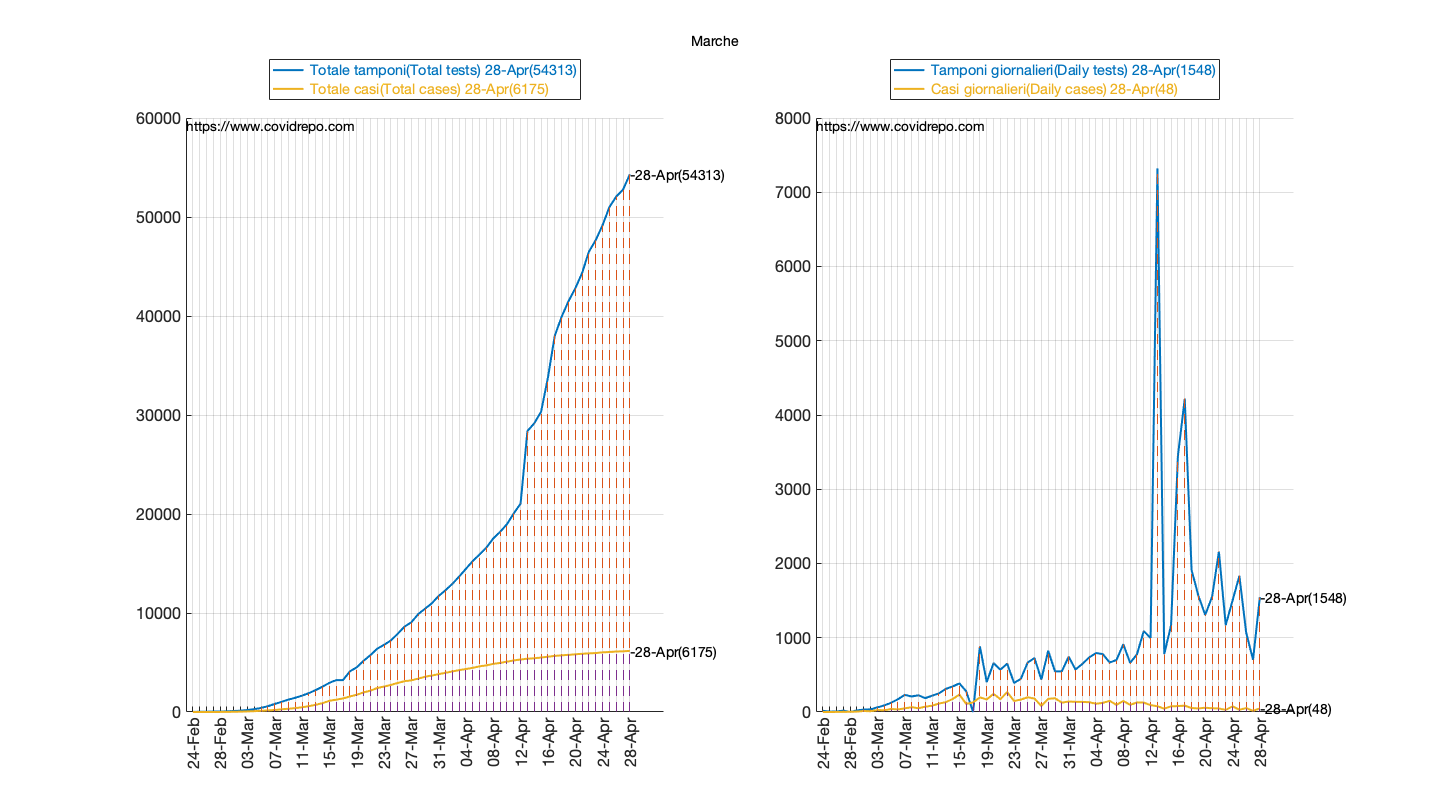 Marche
Totale tamponi(Total tests) 28-Apr(54313)
Totale casi(Total cases) 28-Apr(6175)
60000
50000
40000
30000
20000
10000
0
https://www.covidrepo.com
-28-Apr(54313)
-28-Apr(6175)
24-Feb
28-Feb
03-Mar
07-Mar
11-Mar
15-Mar
19-Mar
23-Mar
27-Mar
31-Mar
04-Apr
08-Apr
12-Apr
16-Apr
20-Apr
24-Apr
28-Apr
Tamponi giornalieri(Daily tests) 28-Apr(1548)
Casi giornalieri(Daily cases) 28-Apr(48)
8000
7000
6000
5000
4000
3000
2000
1000
0
https://www.covidrepo.com
-28-Apr(1548)
-28-Apr(48)
24-Feb
28-Feb
03-Mar
07-Mar
11-Mar
15-Mar
19-Mar
23-Mar
27-Mar
31-Mar
04-Apr
08-Apr
12-Apr
16-Apr
20-Apr
24-Apr
28-Apr